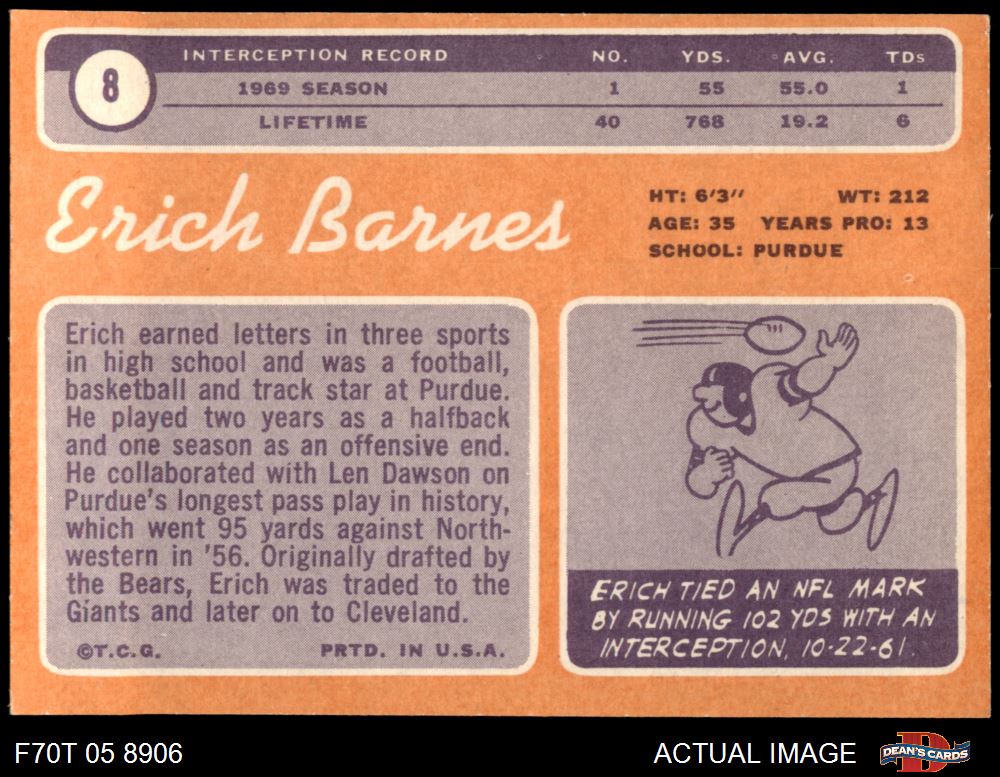 8
INTERCEPTION RECORD NO. YDS. AVG. TDs
1969 SEASON 1 55 55.0 1
LIFETIME 40 768 19.2 6
Erich Barnes
HT: 6'3" WT: 212
AGE: 35 YEARS PRO: 13
SCHOOL: PURDUE
Erich earned letters in three sports
in high school and was a football,
basketball and track star at Purdue.
He played two years as a halfback
and one season as an offensive end.
He collaborated with Len Dawson on
Purdue's longest pass play in history,
which went 95 yards against North-
western in '56. Originally drafted by
the Bears, Erich was traded to the
Giants and later on to Cleveland.
©T.C.G. PRTD. IN U.S.A.
ERICH TIED AN NFL MARK
BY RUNNING 102 YDS WITH AN
INTERCEPTION, 10-22-61.
F70T 05 8906 ACTUAL IMAGE DEAN'S CARDS